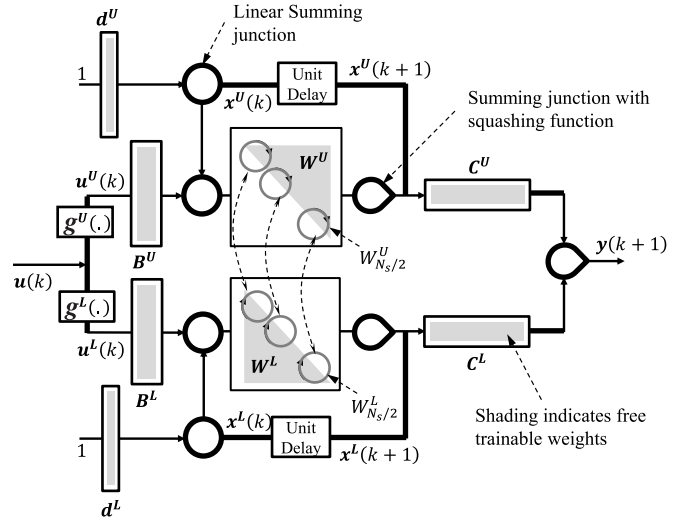 d^U
Linear Summing
junction
1
Unit
Delay
x^U(k)
x^U(k+1)
Summing junction with
squashing function
u^U(k)
W^U
C^U
g^U(.)
W^U_{N_s/2}
y(k+1)
B^U
u(k)
g^L(.)
u^L(k)
W^L
C^L
B^L
W^L_{N_s/2}
x^L(k)
Unit
Delay
x^L(k+1)
1
Shading indicates free
trainable weights
d^L